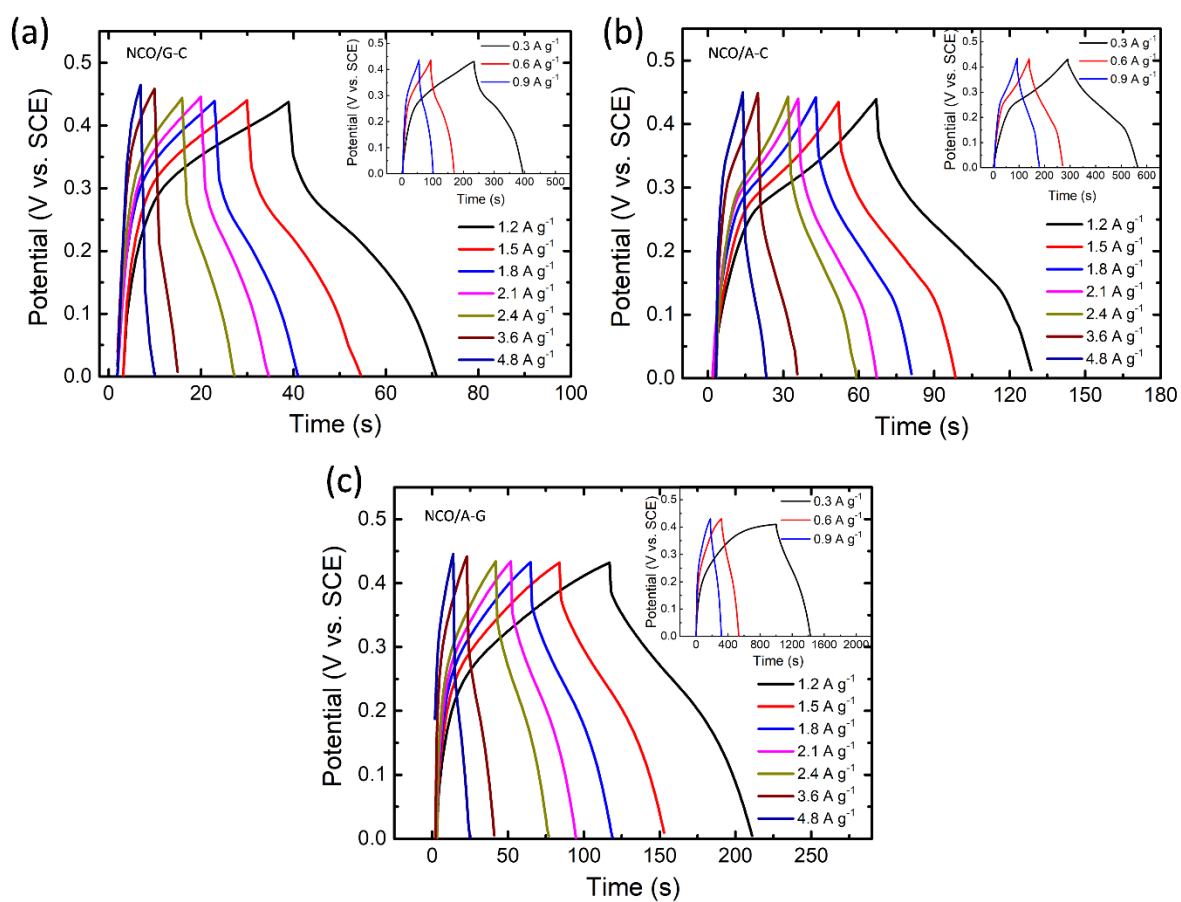 (a)
NCO/G-C
Potential (V vs. SCE)
0.5
0.4
0.3
0.2
0.1
0.0
0 20 40 60 80 100
Time (s)
1.2 A g⁻¹
1.5 A g⁻¹
1.8 A g⁻¹
2.1 A g⁻¹
2.4 A g⁻¹
3.6 A g⁻¹
4.8 A g⁻¹
Potential (V vs. SCE)
0.5
0.4
0.3
0.2
0.1
0.0
0 100 200 300 400 500
Time (s)
0.3 A g⁻¹
0.6 A g⁻¹
0.9 A g⁻¹
(b)
NCO/A-C
Potential (V vs. SCE)
0.5
0.4
0.3
0.2
0.1
0.0
0 30 60 90 120 150 180
Time (s)
1.2 A g⁻¹
1.5 A g⁻¹
1.8 A g⁻¹
2.1 A g⁻¹
2.4 A g⁻¹
3.6 A g⁻¹
4.8 A g⁻¹
Potential (V vs. SCE)
0.5
0.4
0.3
0.2
0.1
0.0
0 100 200 300 400 500 600
Time (s)
0.3 A g⁻¹
0.6 A g⁻¹
0.9 A g⁻¹
(c)
NCO/A-G
Potential (V vs. SCE)
0.5
0.4
0.3
0.2
0.1
0.0
0 50 100 150 200 250
Time (s)
1.2 A g⁻¹
1.5 A g⁻¹
1.8 A g⁻¹
2.1 A g⁻¹
2.4 A g⁻¹
3.6 A g⁻¹
4.8 A g⁻¹
Potential (V vs. SCE)
0.5
0.4
0.3
0.2
0.1
0.0
0 400 800 1200 1600 2000
Time (s)
0.3 A g⁻¹
0.6 A g⁻¹
0.9 A g⁻¹